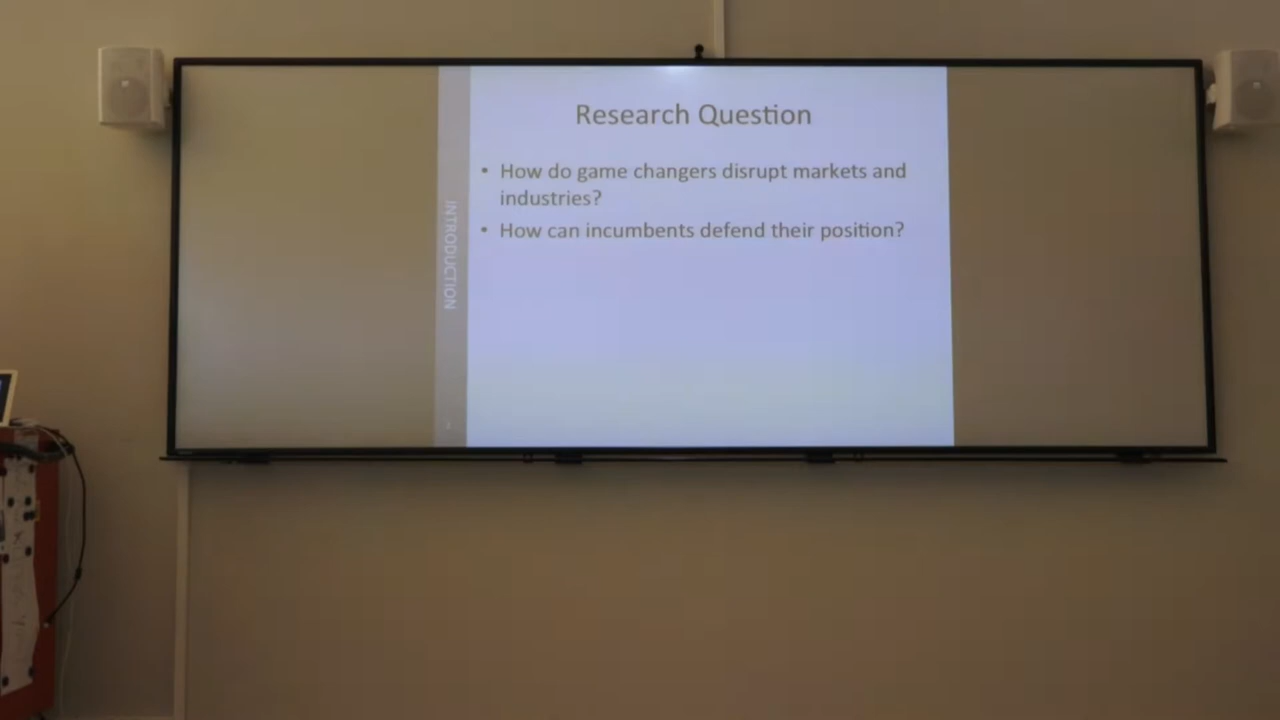 Research Question
• How do game changers disrupt markets and
industries?
• How can incumbents defend their position?
INTRODUCTION